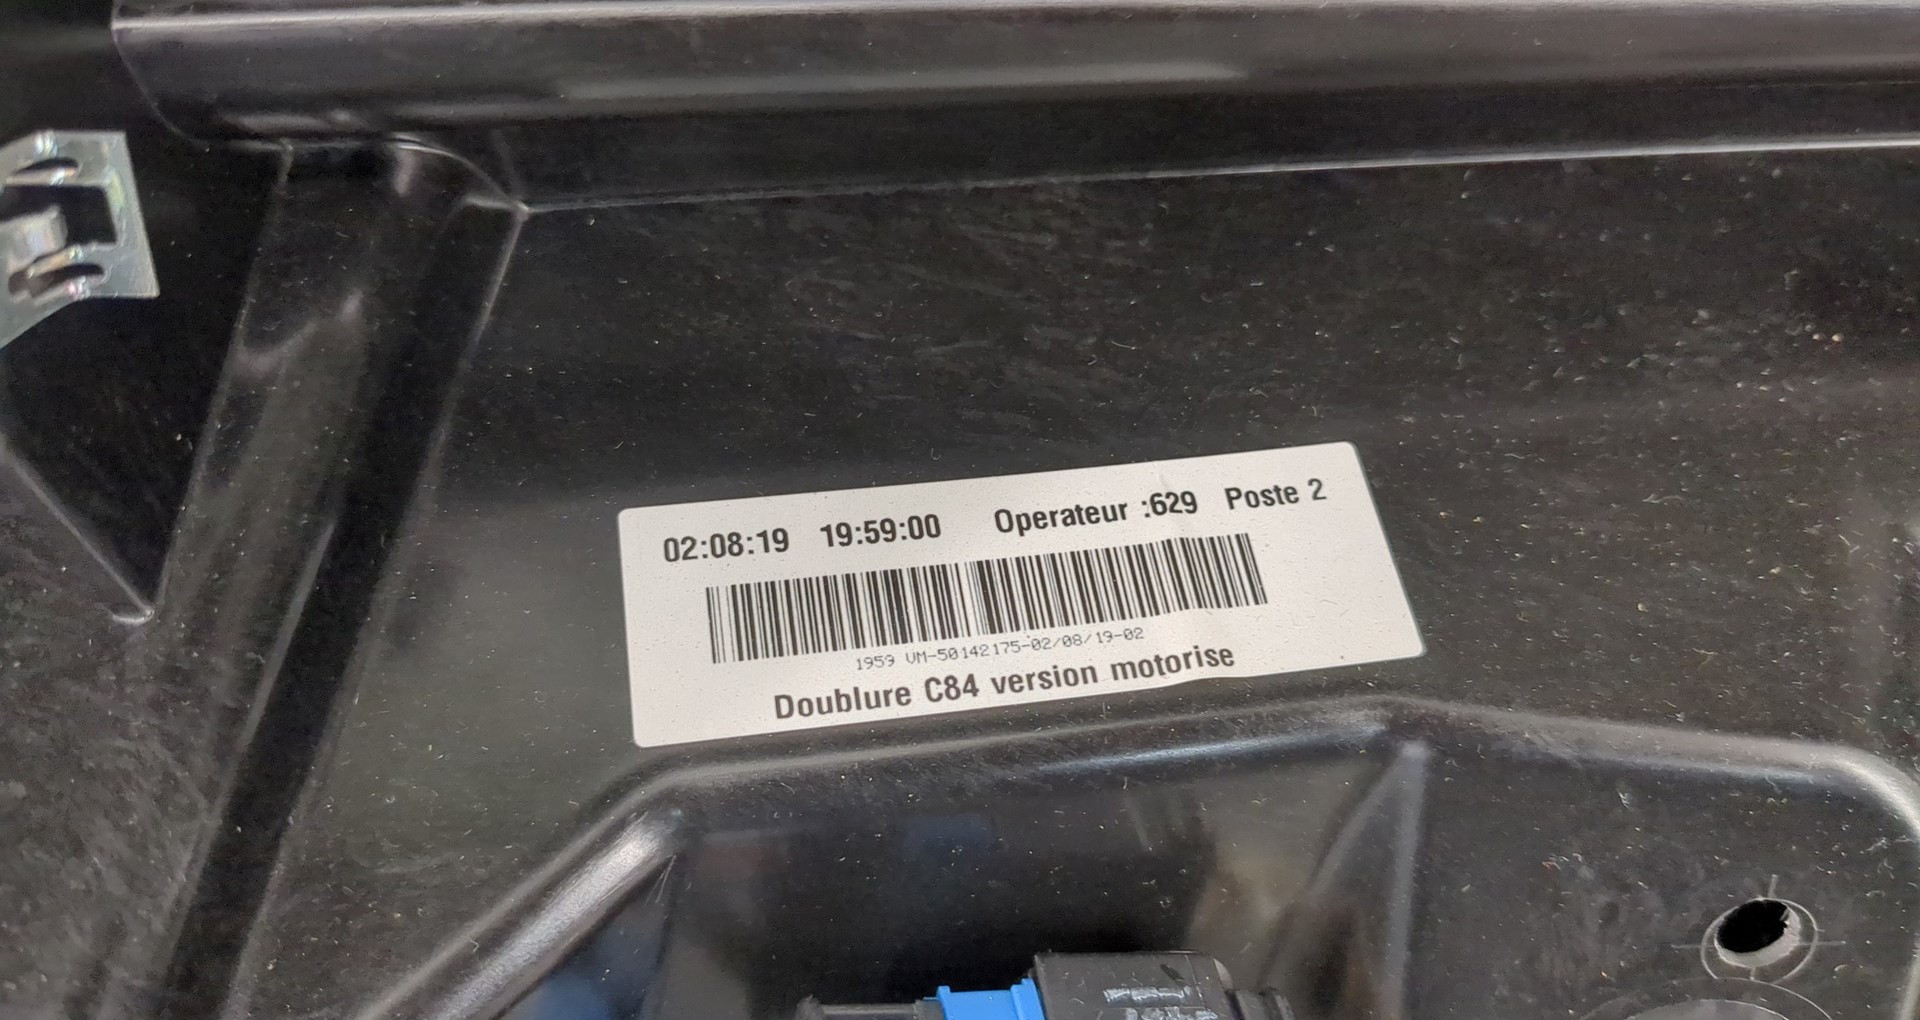 02:08:19 19:59:00 Operateur :629 Poste 2
1959 VM-50142175-02/08/19-02
Doublure C84 version motorise